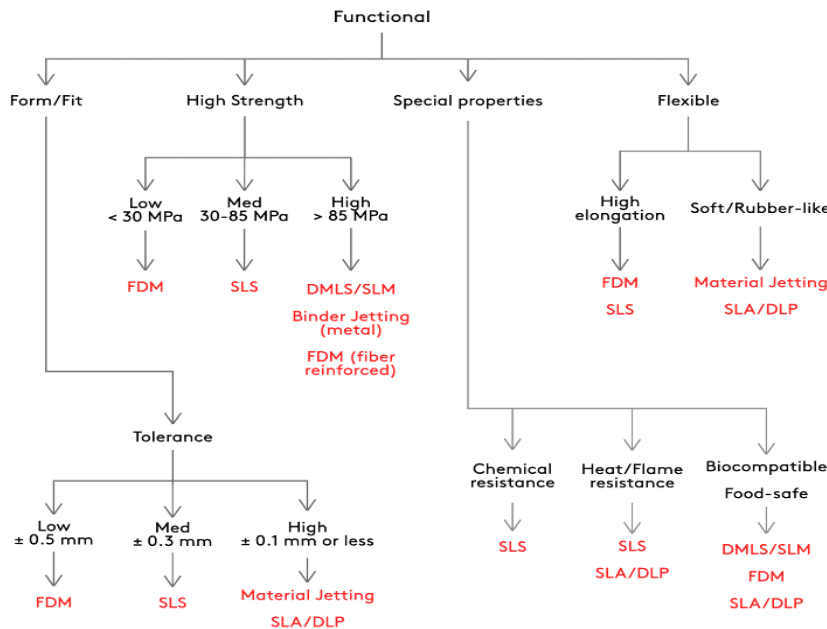 Functional
Form/Fit
High Strength
Special properties
Flexible
Low
< 30 MPa
Med
30-85 MPa
High
> 85 MPa
High
elongation
Soft/Rubber-like
FDM
SLS
DMLS/SLM
Binder Jetting
(metal)
FDM (fiber
reinforced)
FDM
SLS
Material Jetting
SLA/DLP
Tolerance
Low
± 0.5 mm
Med
± 0.3 mm
High
± 0.1 mm or less
FDM
SLS
Material Jetting
SLA/DLP
Chemical
resistance
Heat/Flame
resistance
Biocompatible
Food-safe
SLS
SLS
SLA/DLP
DMLS/SLM
FDM
SLA/DLP